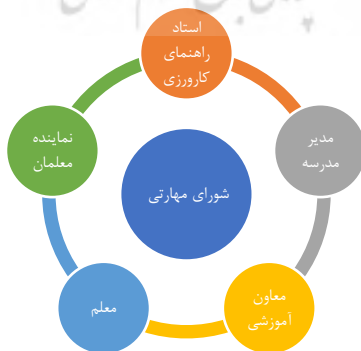 استاد
راهنمای
کارورزی
مدیر
مدرسه
نماینده
معلمان
شورای مهارتی
معاون
آموزشی
معلم